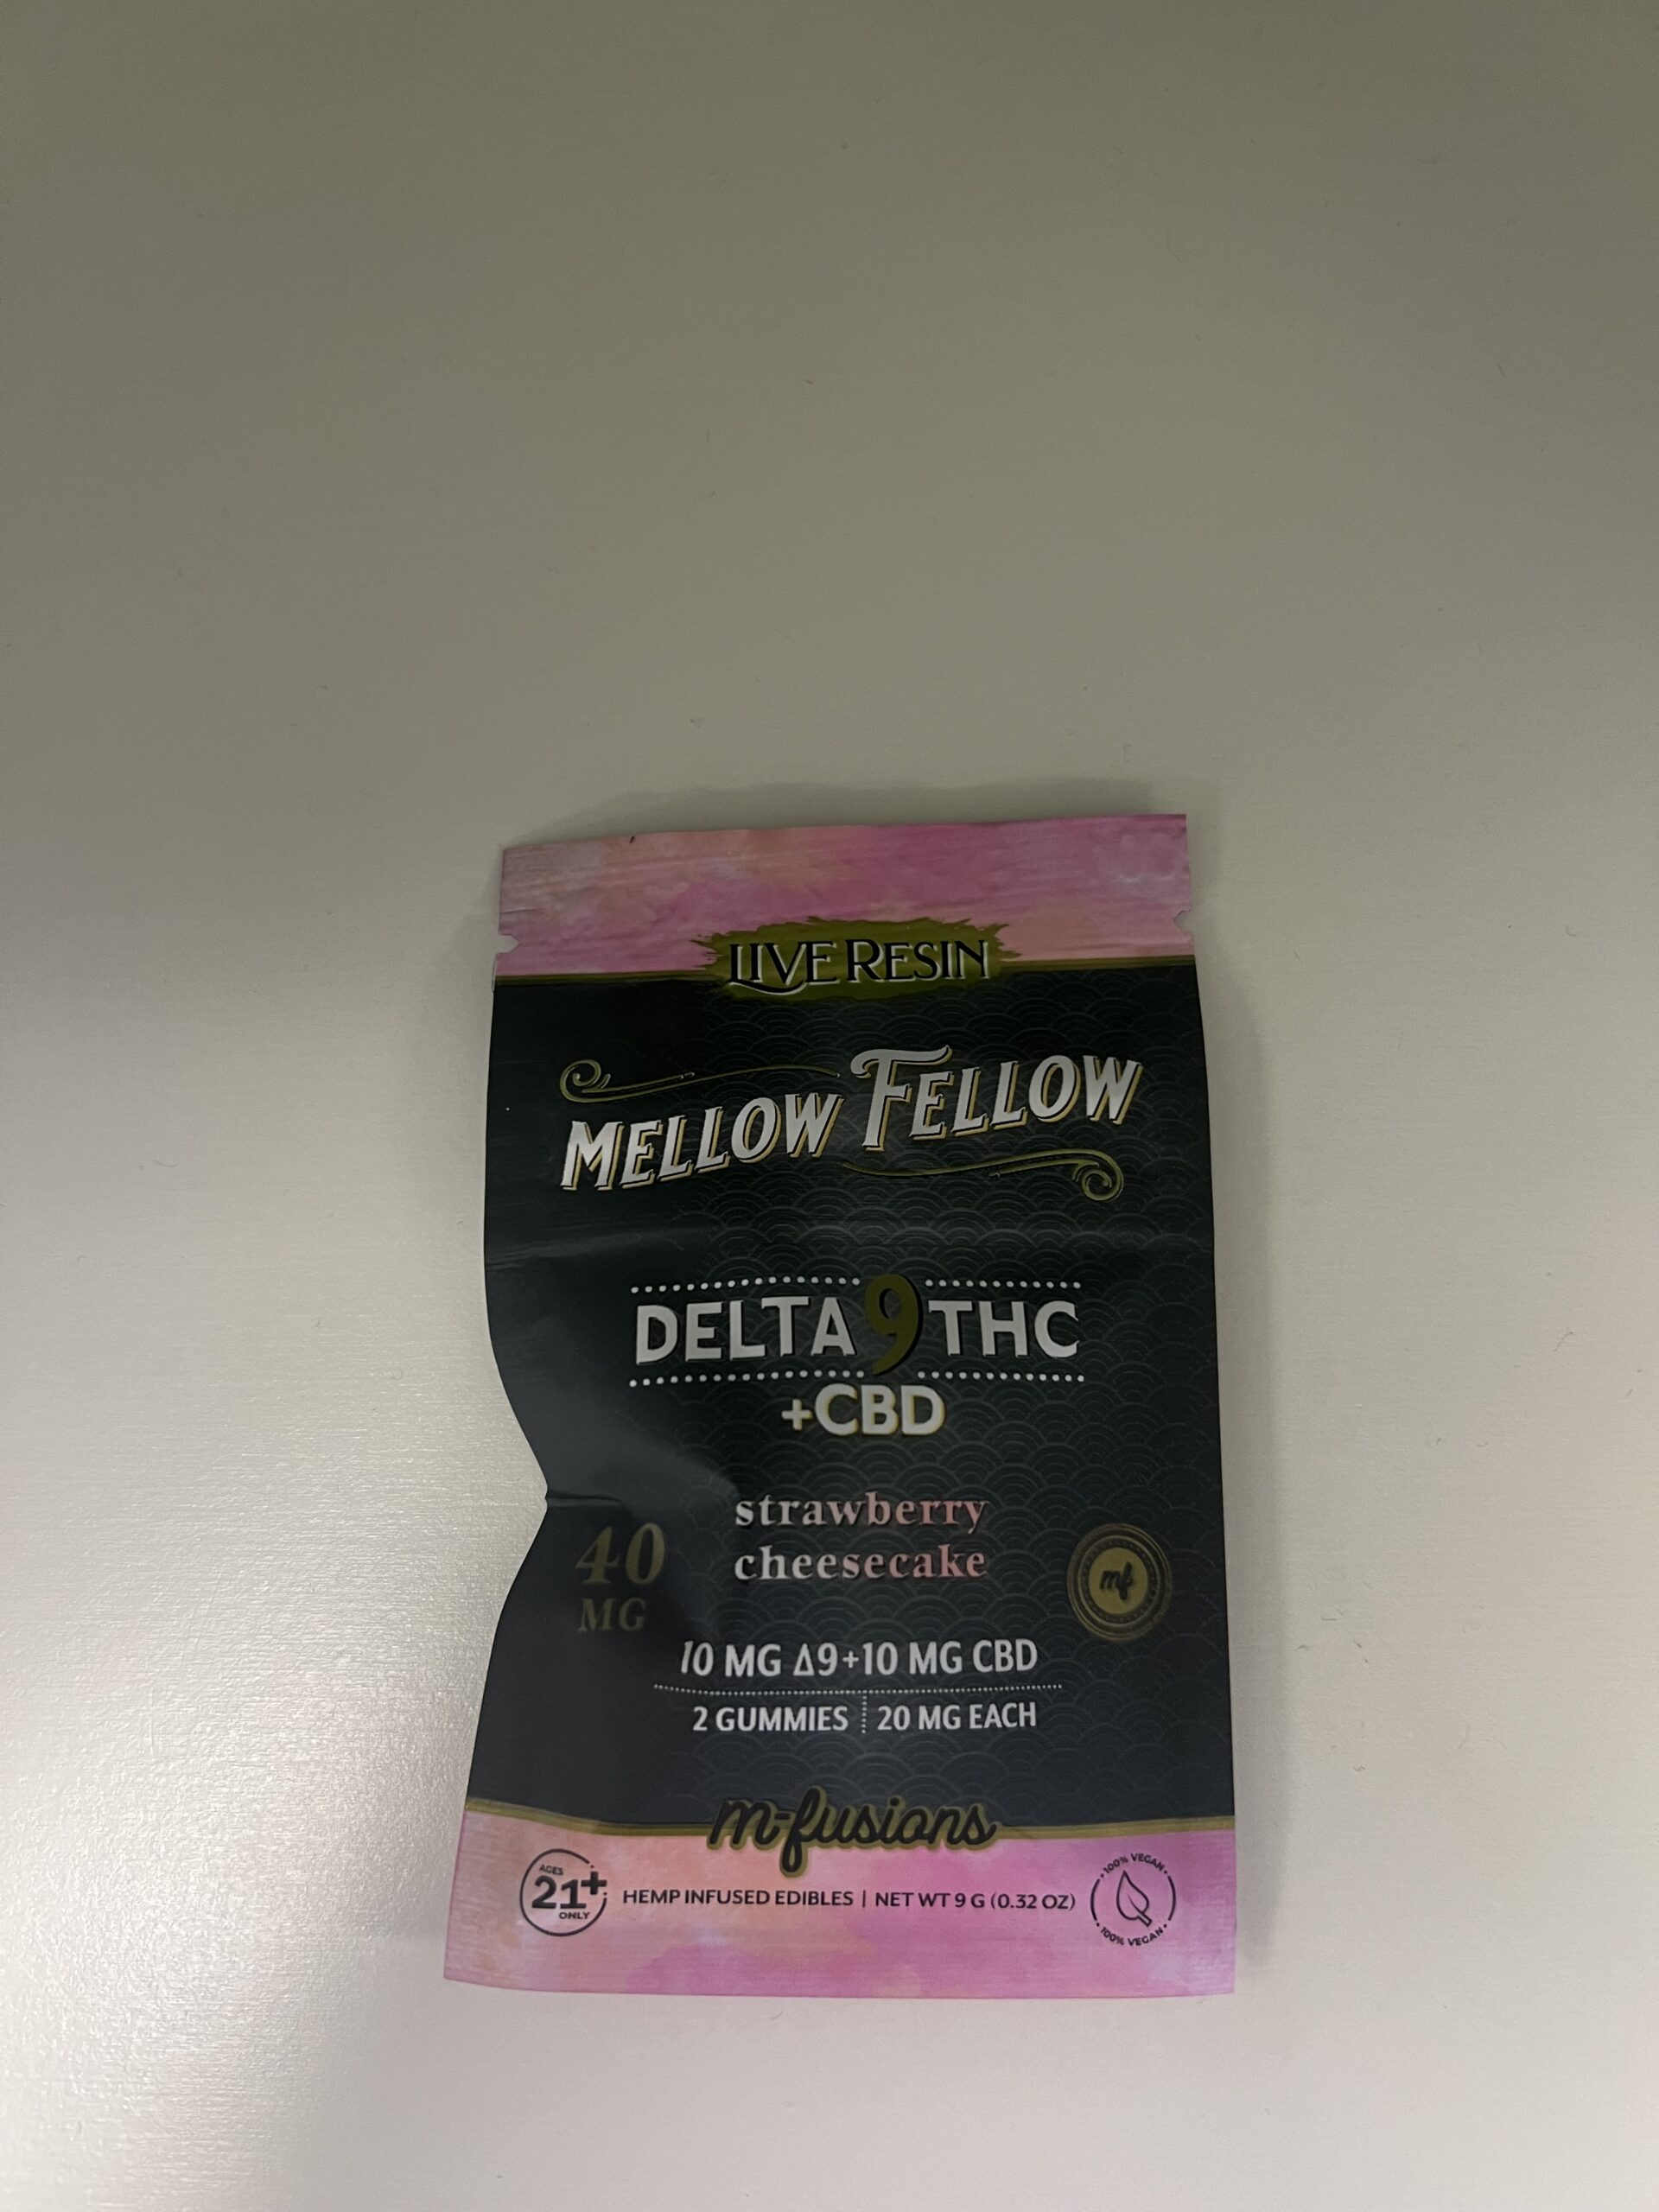 LIVE RESIN
MELLOW FELLOW
DELTA 9 THC
+CBD
strawberry
cheesecake
40
MG
mf
10 MG Δ9+10 MG CBD
2 GUMMIES
20 MG EACH
m-fusions
AGES
21+
ONLY
HEMP INFUSED EDIBLES | NET WT 9 G (0.32 OZ)
100% VEGAN
100% VEGAN